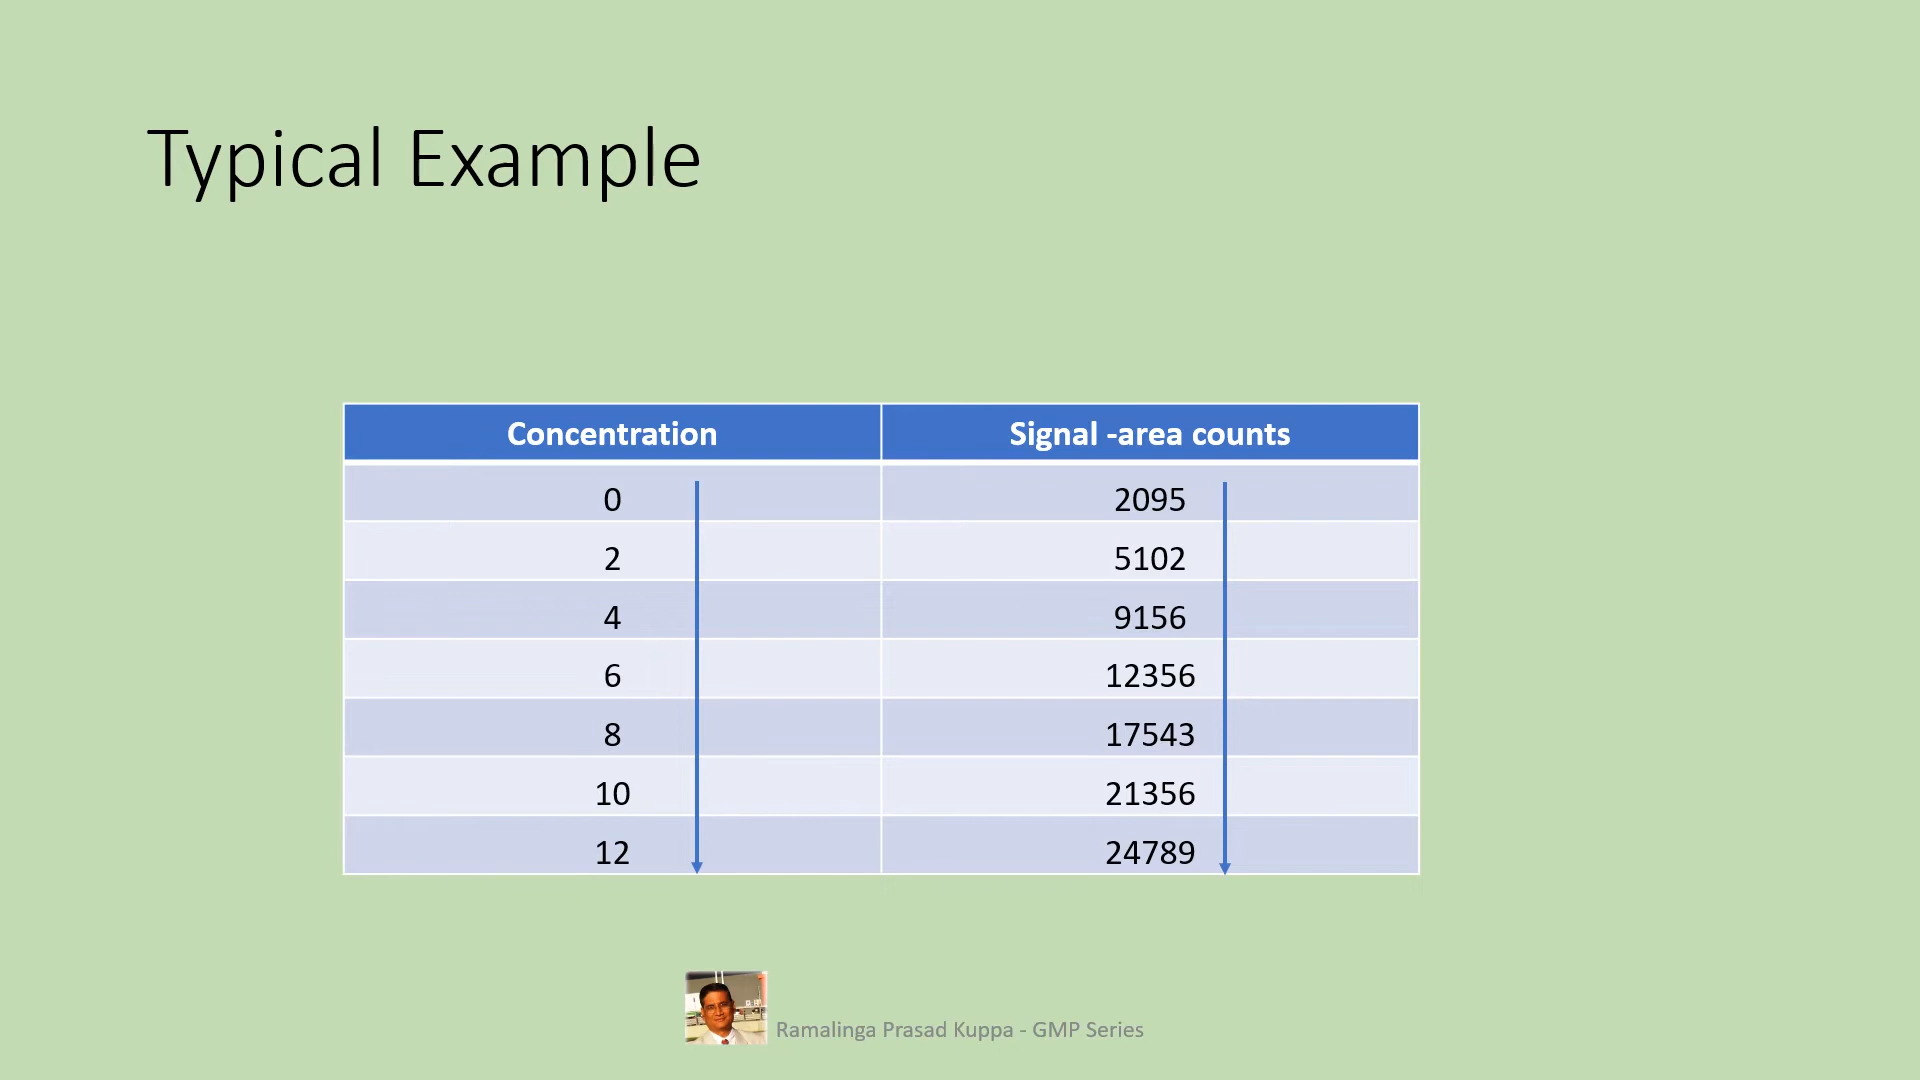 Typical Example
Concentration Signal -area counts
0 2095
2 5102
4 9156
6 12356
8 17543
10 21356
12 24789
Ramalinga Prasad Kuppa - GMP Series